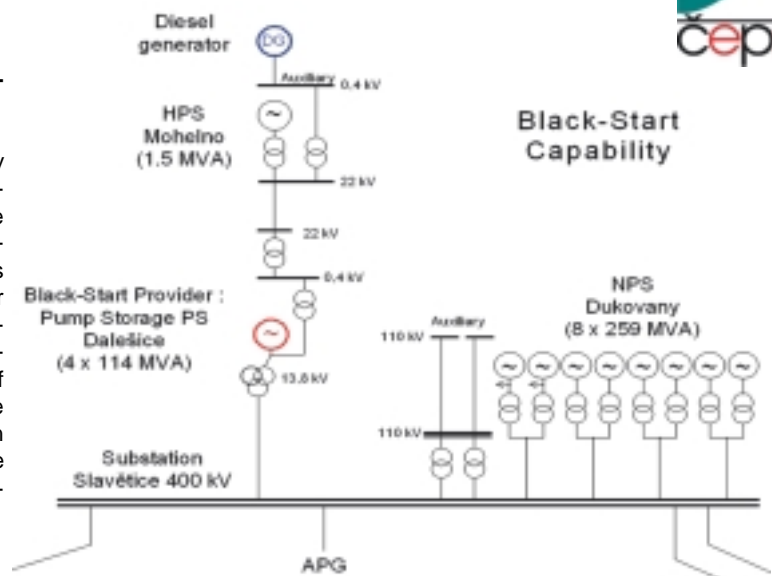 Diesel
generator
DG
čep
Auxiliary
0.4 kV
HPS
Mohelno
(1.5 MVA)
Black-Start
Capability
22 kV
22 kV
0.4 kV
Black-Start Provider :
Pump Storage PS
Dalešice
(4 x 114 MVA)
13.8 kV
NPS
Dukovany
(8 x 259 MVA)
Auxiliary
110 kV
110 kV
Substation
Slavětice 400 kV
APG